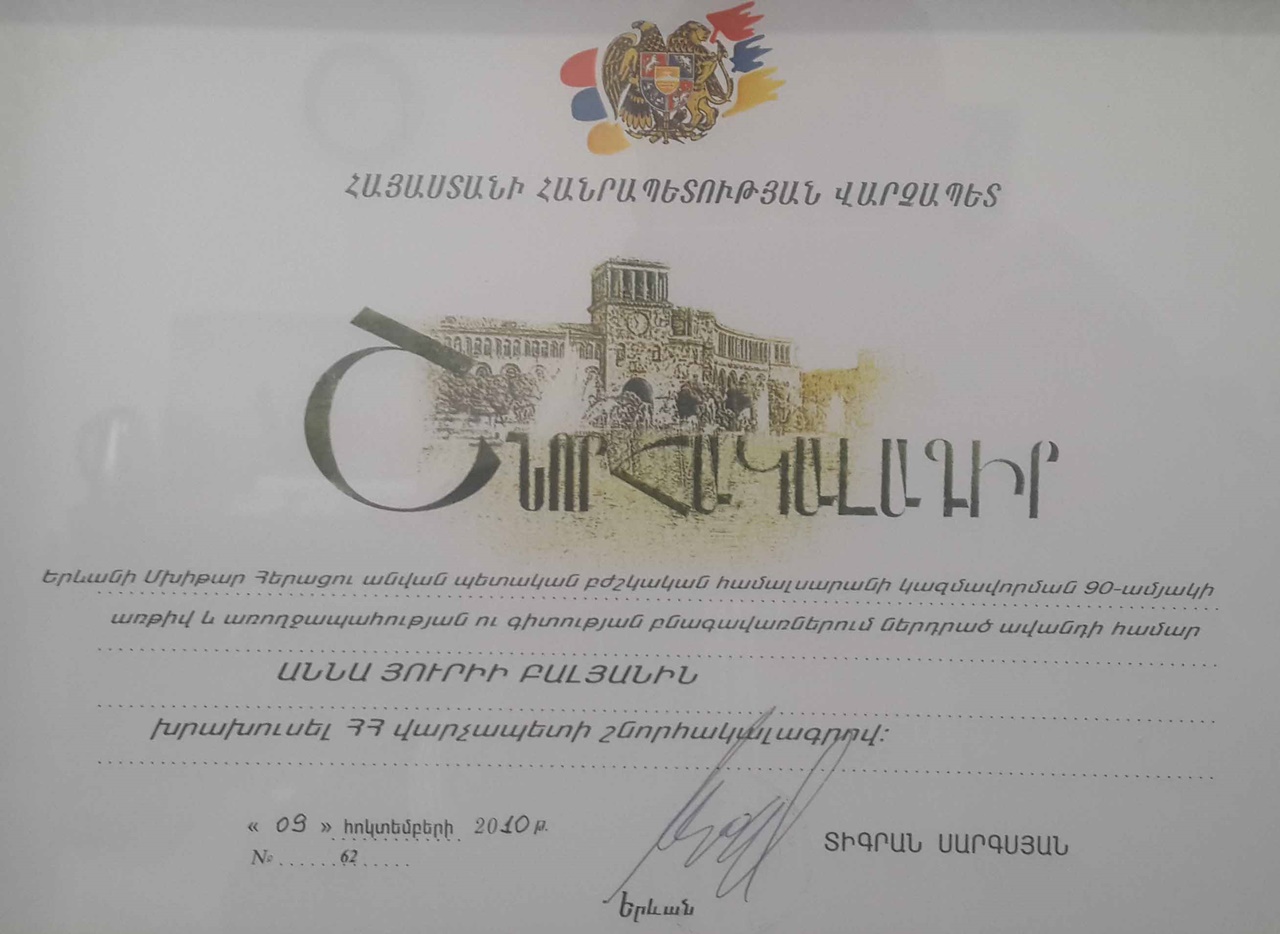 ՀԱՅԱՍՏԱՆԻ ՀԱՆՐԱՊԵՏՈՒԹՅԱՆ ՎԱՐՉԱՊԵՏ
ՇՆՈՐՀԱԿԱԼԱԳԻՐ
Երևանի Մխիթար Հերացու անվան պետական բժշկական համալսարանի կազմավորման 90-ամյակի
առթիվ և առողջապահության ու գիտության բնագավառներում ներդրած ավանդի համար
ԱՆՆԱ ՅՈՒՐԻԻ ԲԱԼՅԱՆԻՆ
խրախուսել ՀՀ վարչապետի շնորհակալագրով:
« 09 » հոկտեմբերի 2010 թ.
№ 62
ՏԻԳՐԱՆ ՍԱՐԳՍՅԱՆ
Երևան